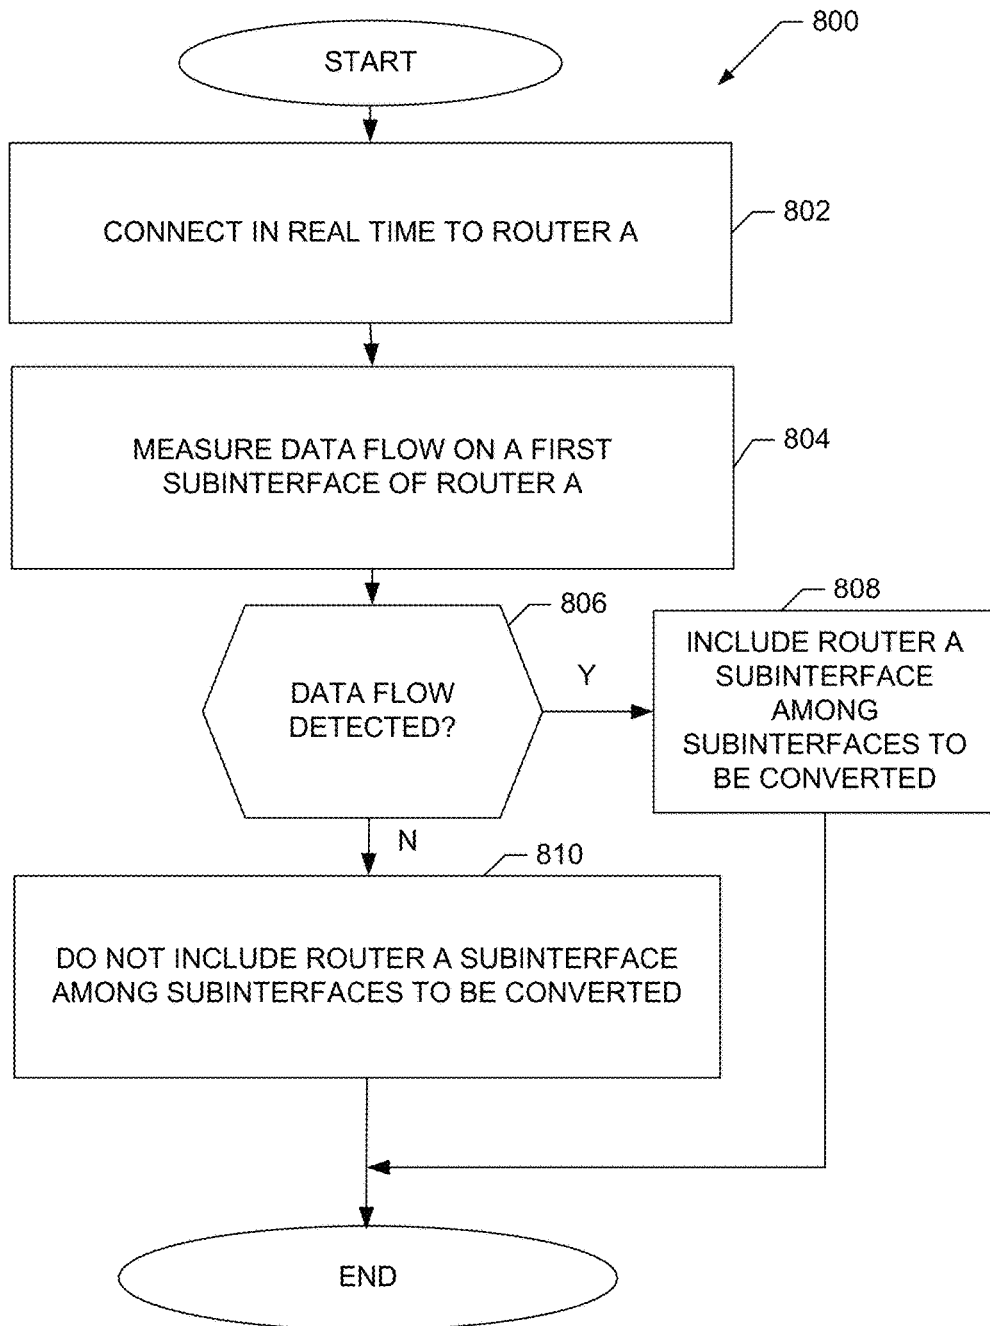 800
START
CONNECT IN REAL TIME TO ROUTER A
802
MEASURE DATA FLOW ON A FIRST
SUBINTERFACE OF ROUTER A
804
806
DATA FLOW
DETECTED?
Y
808
INCLUDE ROUTER A
SUBINTERFACE
AMONG
SUBINTERFACES TO
BE CONVERTED
N
810
DO NOT INCLUDE ROUTER A SUBINTERFACE
AMONG SUBINTERFACES TO BE CONVERTED
END